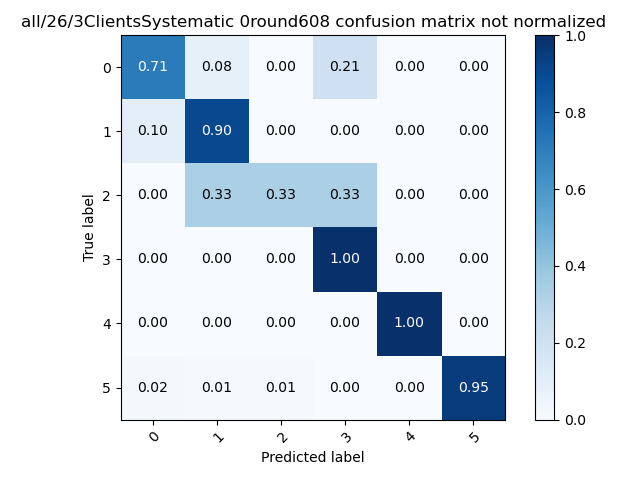 all/26/3ClientsSystematic 0round608 confusion matrix not normalized
0 0.71 0.08 0.00 0.21 0.00 0.00
1 0.10 0.90 0.00 0.00 0.00 0.00
2 0.00 0.33 0.33 0.33 0.00 0.00
3 0.00 0.00 0.00 1.00 0.00 0.00
4 0.00 0.00 0.00 0.00 1.00 0.00
5 0.02 0.01 0.01 0.00 0.00 0.95
0 1 2 3 4 5
True label
Predicted label
1.0
0.8
0.6
0.4
0.2
0.0